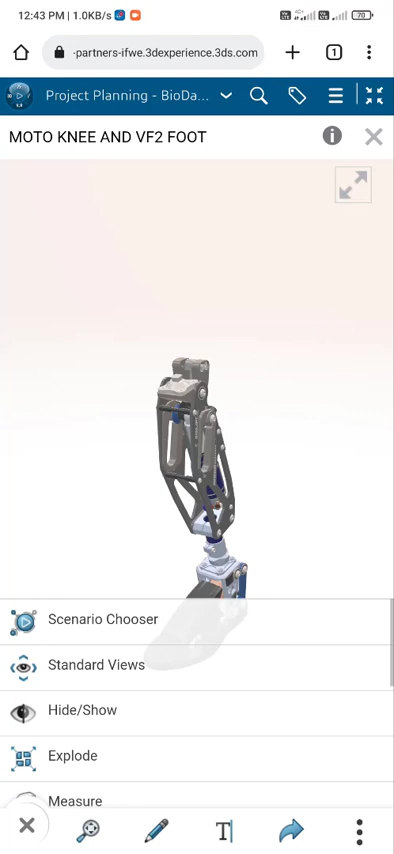 12:43 PM | 1.0KB/s
70
-partners-ifwe.3dexperience.3ds.com
1
Project Planning - BioDa...
MOTO KNEE AND VF2 FOOT
Scenario Chooser
Standard Views
Hide/Show
Explode
Measure